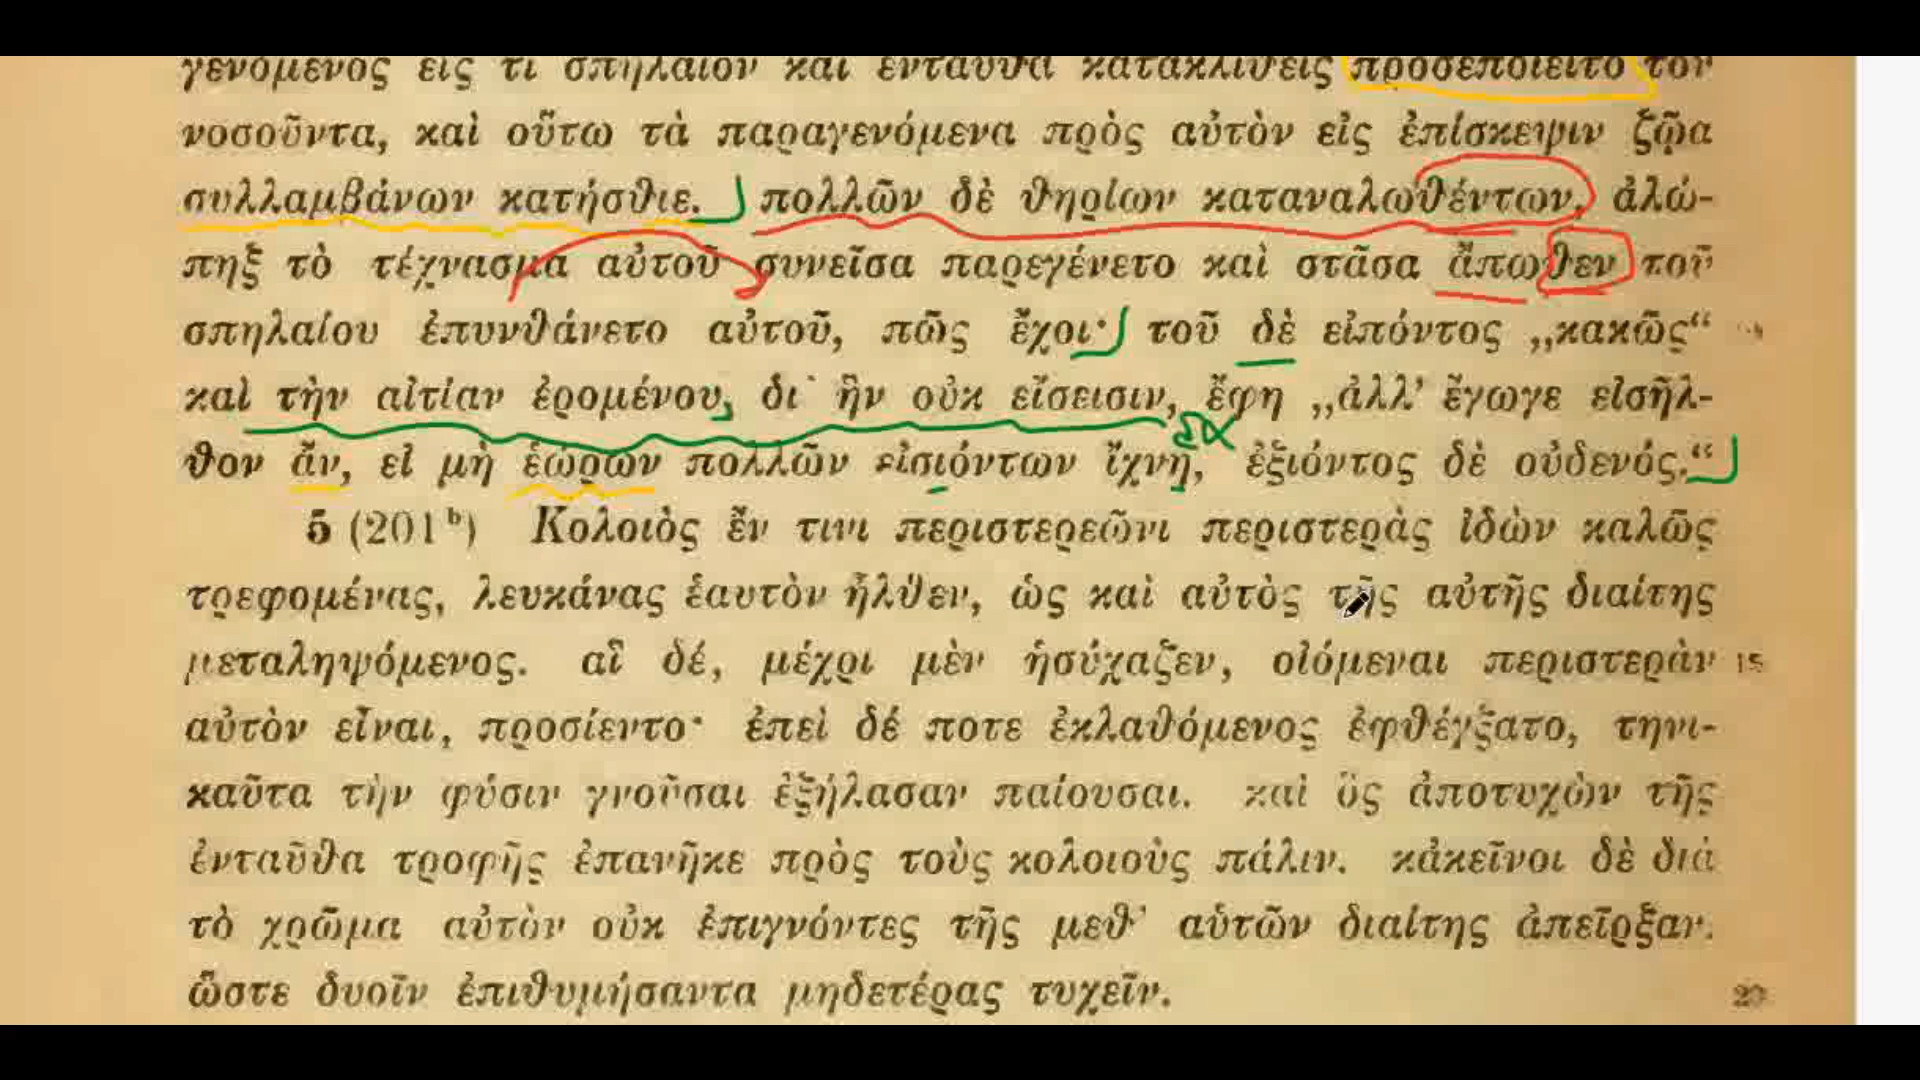 γενόμενος εἴς τι σπήλαιον καὶ ἐνταῦθα κατακλιθεὶς προσεποιεῖτο τὸν
νοσοῦντα, καὶ οὕτω τὰ παραγενόμενα πρὸς αὐτὸν εἰς ἐπίσκεψιν ζῷα
συλλαμβάνων κατήσθιε. πολλῶν δὲ θηρίων καταναλωθέντων, ἀλώ-
πηξ τὸ τέχνασμα αὐτοῦ συνεῖσα παρεγένετο καὶ στᾶσα ἄπωθεν τοῦ
σπηλαίου ἐπυνθάνετο αὐτοῦ, πῶς ἔχοι· τοῦ δὲ εἰπόντος „κακῶς“
καὶ τὴν αἰτίαν ἐρομένου, δι᾽ ἣν οὐκ εἴσεισιν, ἔφη „ἀλλ’ ἔγωγε εἰσῆλ-
εα
θον ἄν, εἰ μὴ ἑώρων πολλῶν εἰσιόντων ἴχνη, ἐξιόντος δὲ οὐδενός.“
5 (201ᵇ) Κολοιὸς ἔν τινι περιστερεῶνι περιστερὰς ἰδὼν καλῶς
τρεφομένας, λευκάνας ἑαυτὸν ἦλθεν, ὡς καὶ αὐτὸς τῆς αὐτῆς διαίτης
μεταληψόμενος. αἳ δέ, μέχρι μὲν ἡσύχαζεν, οἰόμεναι περιστερὰν 15
αὐτὸν εἶναι, προσίεντο· ἐπεὶ δέ ποτε ἐκλαθόμενος ἐφθέγξατο, τηνι-
καῦτα τὴν φύσιν γνοῦσαι ἐξήλασαν παίουσαι. καὶ ὃς ἀποτυχὼν τῆς
ἐνταῦθα τροφῆς ἐπανῆκε πρὸς τοὺς κολοιοὺς πάλιν. κἀκεῖνοι δὲ διὰ
τὸ χρῶμα αὐτὸν οὐκ ἐπιγνόντες τῆς μεθ’ αὑτῶν διαίτης ἀπεῖρξαν.
ὥστε δυοῖν ἐπιθυμήσαντα μηδετέρας τυχεῖν. 20